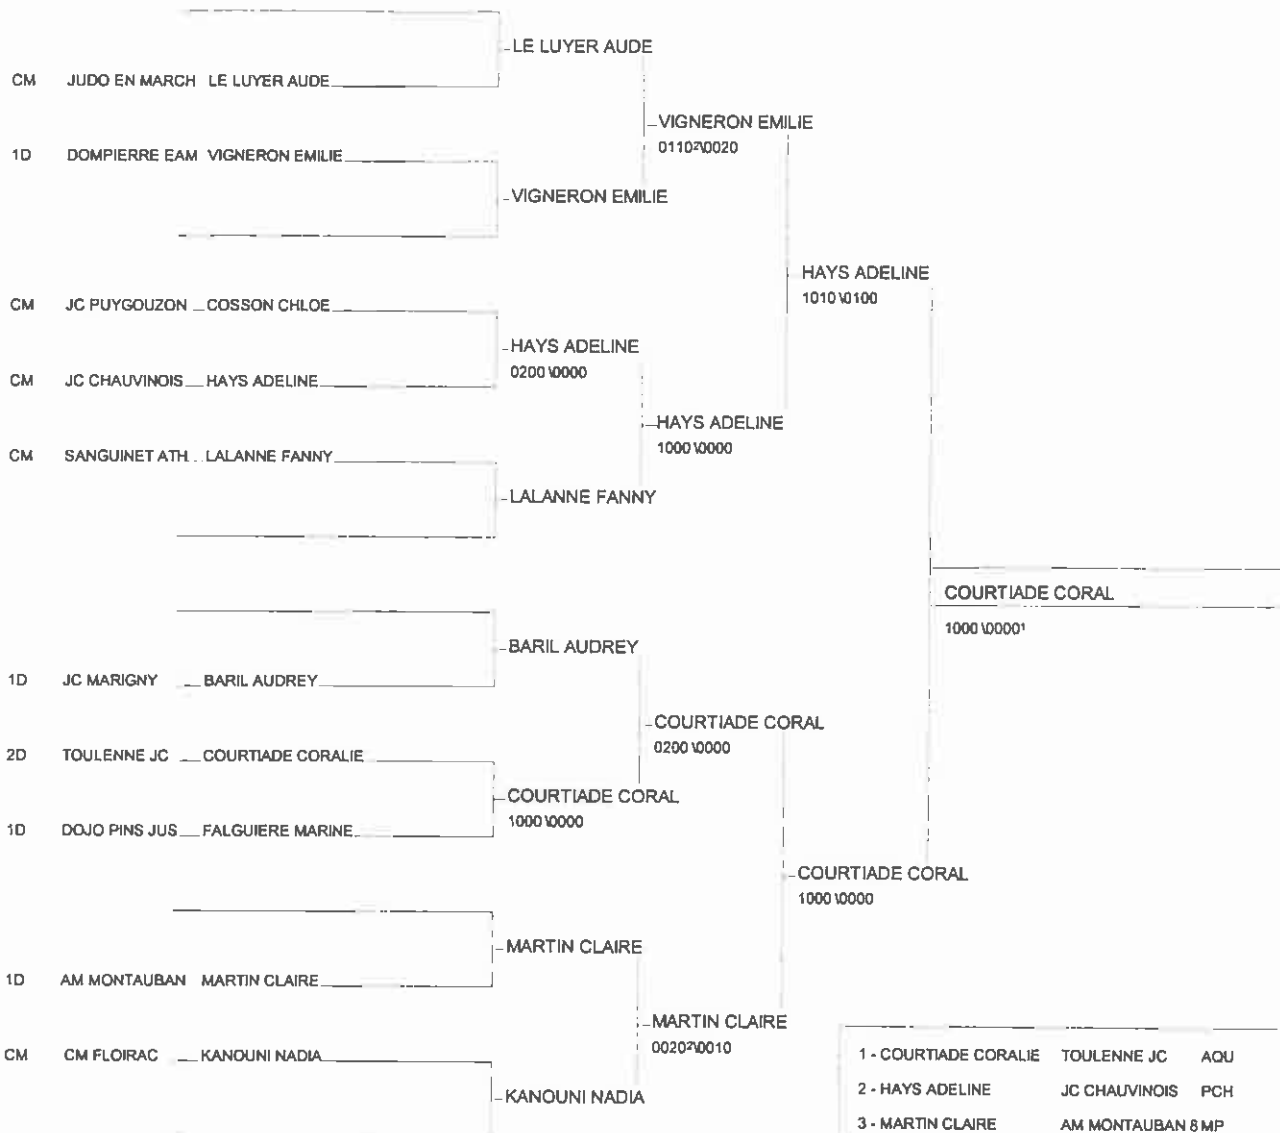 LE LUYER AUDE
CM JUDO EN MARCH LE LUYER AUDE
VIGNERON EMILIE
0110²\0020
1D DOMPIERRE EAM VIGNERON EMILIE
VIGNERON EMILIE
HAYS ADELINE
1010\0100
CM JC PUYGOUZON COSSON CHLOE
HAYS ADELINE
0200\0000
CM JC CHAUVINOIS HAYS ADELINE
HAYS ADELINE
1000\0000
CM SANGUINET ATH LALANNE FANNY
LALANNE FANNY
COURTIADE CORAL
1000\0000¹
BARIL AUDREY
1D JC MARIGNY BARIL AUDREY
COURTIADE CORAL
0200\0000
2D TOULENNE JC COURTIADE CORALIE
COURTIADE CORAL
1000\0000
1D DOJO PINS JUS FALGUIERE MARINE
COURTIADE CORAL
1000\0000
MARTIN CLAIRE
1D AM MONTAUBAN MARTIN CLAIRE
MARTIN CLAIRE
0020²\0010
CM CM FLOIRAC KANOUNI NADIA
KANOUNI NADIA
1 - COURTIADE CORALIE TOULENNE JC AQU
2 - HAYS ADELINE JC CHAUVINOIS PCH
3 - MARTIN CLAIRE AM MONTAUBAN 8 MP